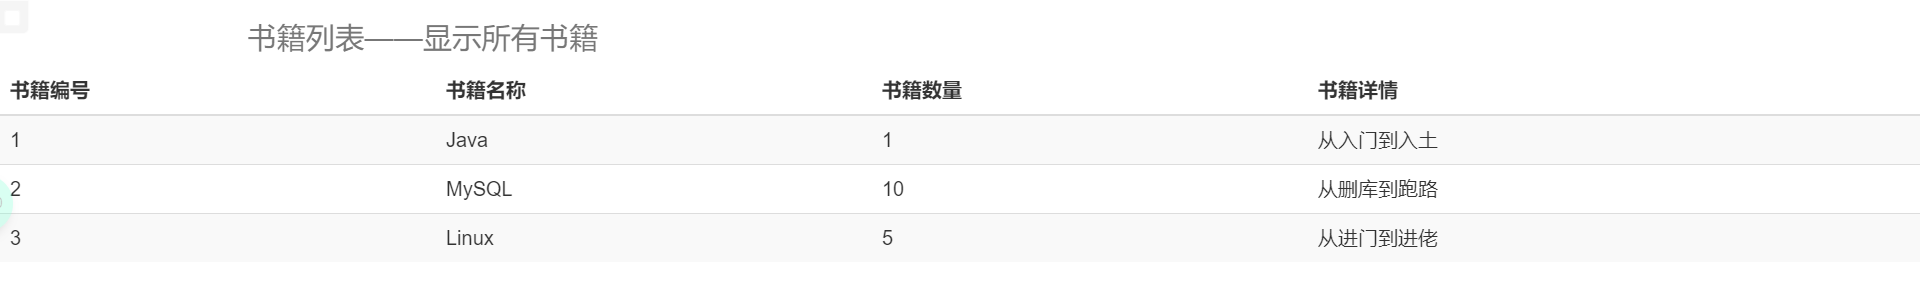 书籍列表——显示所有书籍
书籍编号 书籍名称 书籍数量 书籍详情
1 Java 1 从入门到入土
2 MySQL 10 从删库到跑路
3 Linux 5 从进门到进佬